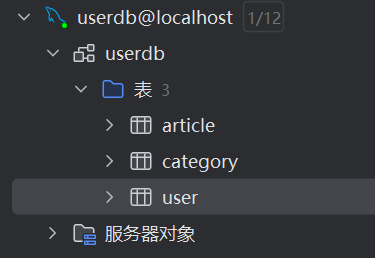 userdb@localhost 1/12
userdb
表 3
article
category
user
服务器对象